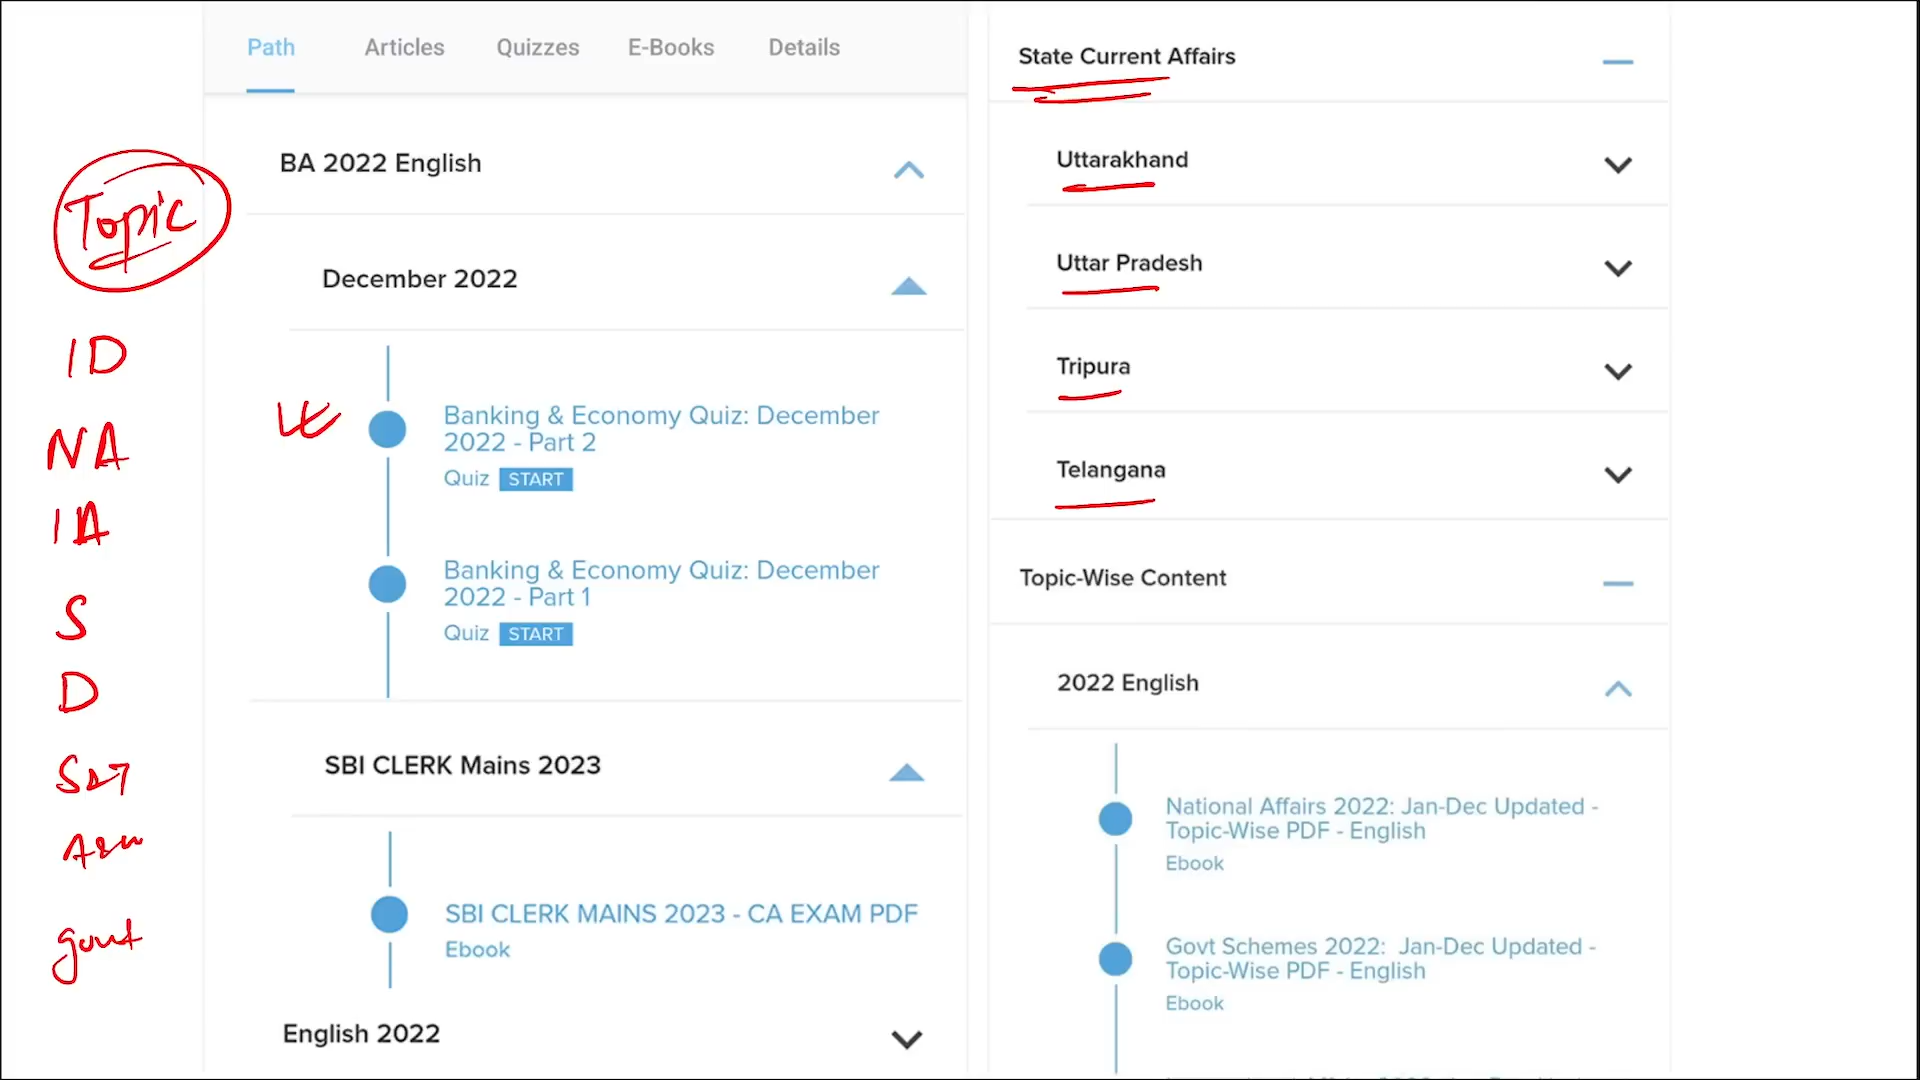 Path Articles Quizzes E-Books Details
BA 2022 English
December 2022
Banking & Economy Quiz: December
2022 - Part 2
Quiz START
Banking & Economy Quiz: December
2022 - Part 1
Quiz START
SBI CLERK Mains 2023
SBI CLERK MAINS 2023 - CA EXAM PDF
Ebook
English 2022
Topic
ID
NA
IA
S
D
S&T
govt
State Current Affairs
Uttarakhand
Uttar Pradesh
Tripura
Telangana
Topic-Wise Content
2022 English
National Affairs 2022: Jan-Dec Updated -
Topic-Wise PDF - English
Ebook
Govt Schemes 2022: Jan-Dec Updated -
Topic-Wise PDF - English
Ebook